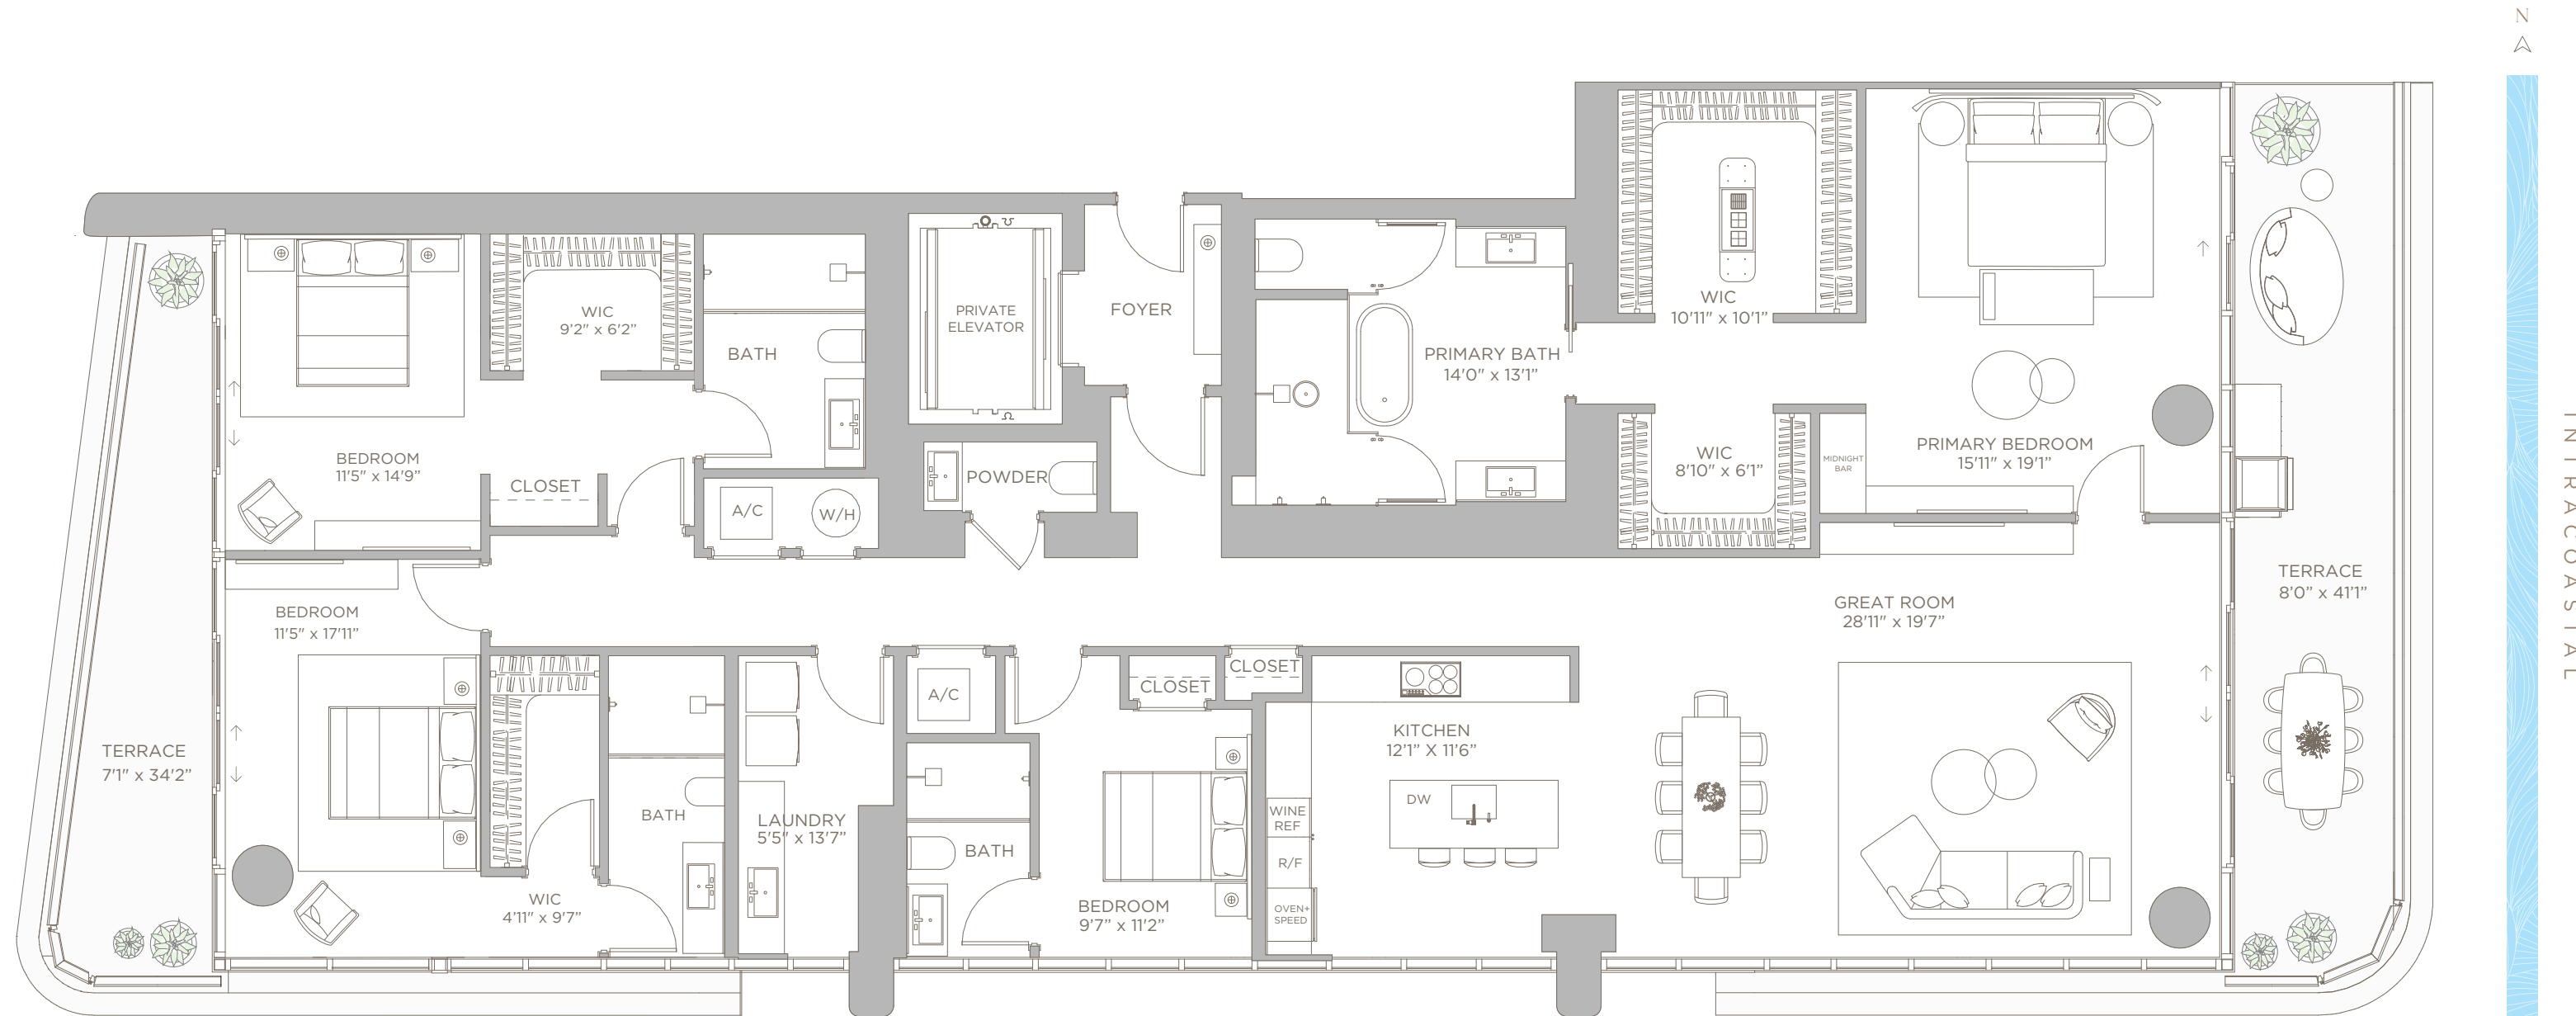 N
PRIVATE
ELEVATOR
FOYER
WIC
9'2" x 6'2"
BATH
WIC
10'11" x 10'1"
PRIMARY BATH
14'0" x 13'1"
BEDROOM
11'5" x 14'9"
CLOSET
A/C
W/H
POWDER
WIC
8'10" x 6'1"
MIDNIGHT
BAR
PRIMARY BEDROOM
15'11" x 19'1"
INTRACOASTAL
BEDROOM
11'5" x 17'11"
GREAT ROOM
28'11" x 19'7"
TERRACE
8'0" x 41'1"
TERRACE
7'1" x 34'2"
A/C
CLOSET
CLOSET
KITCHEN
12'1" X 11'6"
DW
WINE
REF
R/F
OVEN+
SPEED
BATH
LAUNDRY
5'5" x 13'7"
BATH
WIC
4'11" x 9'7"
BEDROOM
9'7" x 11'2"